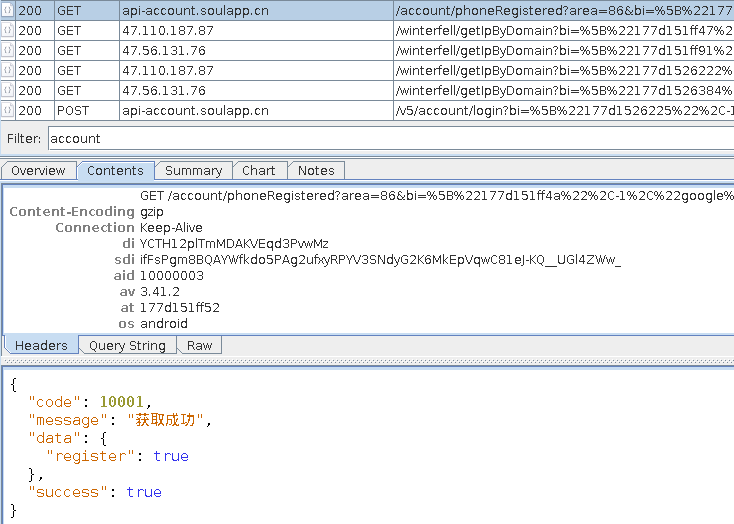 200 GET api-account.soulapp.cn /account/phoneRegistered?area=86&bi=%5B%22177
200 GET 47.110.187.87 /winterfell/getIpByDomain?bi=%5B%22177d151ff47%2
200 GET 47.56.131.76 /winterfell/getIpByDomain?bi=%5B%22177d151ff91%2
200 GET 47.110.187.87 /winterfell/getIpByDomain?bi=%5B%22177d1526222%
200 GET 47.56.131.76 /winterfell/getIpByDomain?bi=%5B%22177d1526384%
200 POST api-account.soulapp.cn /v5/account/login?bi=%5B%22177d1526225%22%2C-1
Filter: account
Overview Contents Summary Chart Notes
GET /account/phoneRegistered?area=86&bi=%5B%22177d151ff4a%22%2C-1%2C%22google%
Content-Encoding gzip
Connection Keep-Alive
di YCTH12plTmMDAKVEqd3PvwMz
sdi ifFsPgm8BQAYWfkdo5PAg2ufxyRPYV3SNdyG2K6MkEpVqwC81eJ-KQ__UGl4ZWw_
aid 10000003
av 3.41.2
at 177d151ff52
os android
Headers Query String Raw
{
"code": 10001,
"message": "获取成功",
"data": {
"register": true
},
"success": true
}